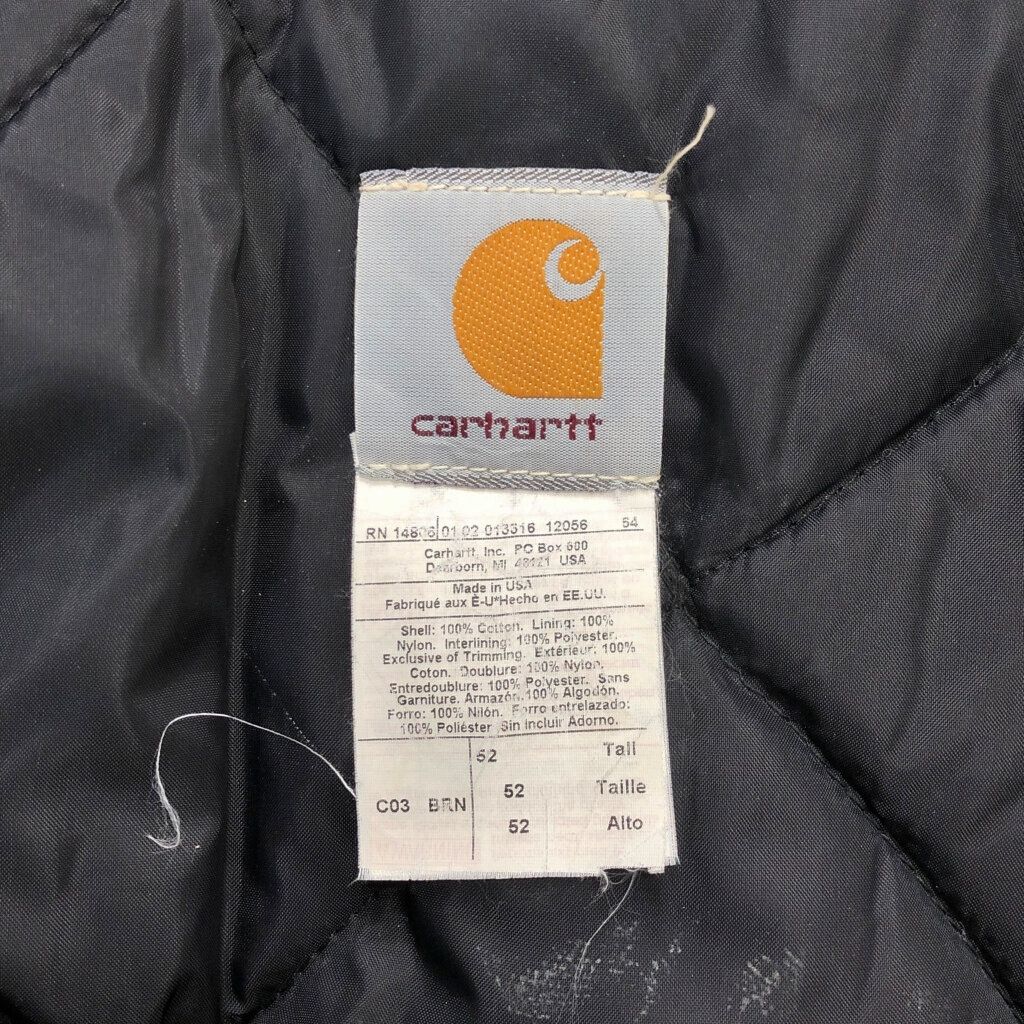 carhartt
RN 14806 01 02 013316 12056 64
Carhartt, Inc. PO Box 600
Dearborn, MI 48121 USA
Made in USA
Fabriqué aux É-U*Hecho en EE.UU.
Shell: 100% Cotton. Lining: 100%
Nylon. Interlining: 100% Polyester.
Exclusive of Trimming. Extérieur: 100%
Coton. Doublure: 100% Nylon.
Entredoublure: 100% Polyester. Sans
Garniture. Armazón. 100% Algodón.
Forro: 100% Nilón. Forro entrelazado:
100% Poliéster Sin incluir Adorno.
52 Tall
52 Taille
C03 BRN
52 Alto